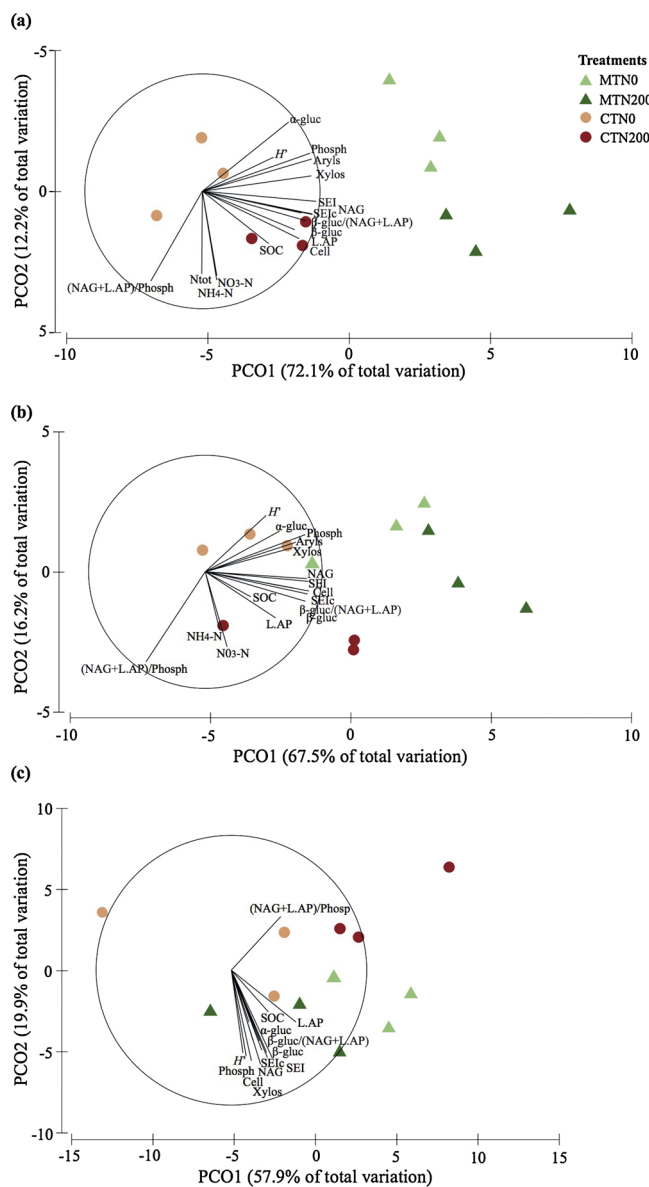 (a)
-5
Treatments
MTN0
MTN200
CTN0
CTN200
α-gluc
H'
Phosph
Aryls
Xylos
0
SEI
NAG
SEIc
β-gluc/(NAG+L.AP)
β-gluc
L.AP
SOC
Cell
Ntot
NO3-N
(NAG+L.AP)/Phosph
NH4-N
5
PCO2 (12.2% of total variation)
-10
-5
0
5
10
PCO1 (72.1% of total variation)
(b)
5
H'
α-gluc
Phosph
Aryls
Xylos
0
NAG
SEI
Cell
SOC
SEIc
β-gluc/(NAG+L.AP)
β-gluc
L.AP
NH4-N
N03-N
(NAG+L.AP)/Phosph
-5
PCO2 (16.2% of total variation)
-10
-5
0
5
10
PCO1 (67.5% of total variation)
(c)
10
5
(NAG+L.AP)/Phosp
0
SOC
L.AP
α-gluc
β-gluc/(NAG+L.AP)
β-gluc
-5
H'
SEIc
SEI
Phosph
NAG
Cell
Xylos
-10
PCO2 (19.9% of total variation)
-15
-10
-5
0
5
10
15
PCO1 (57.9% of total variation)